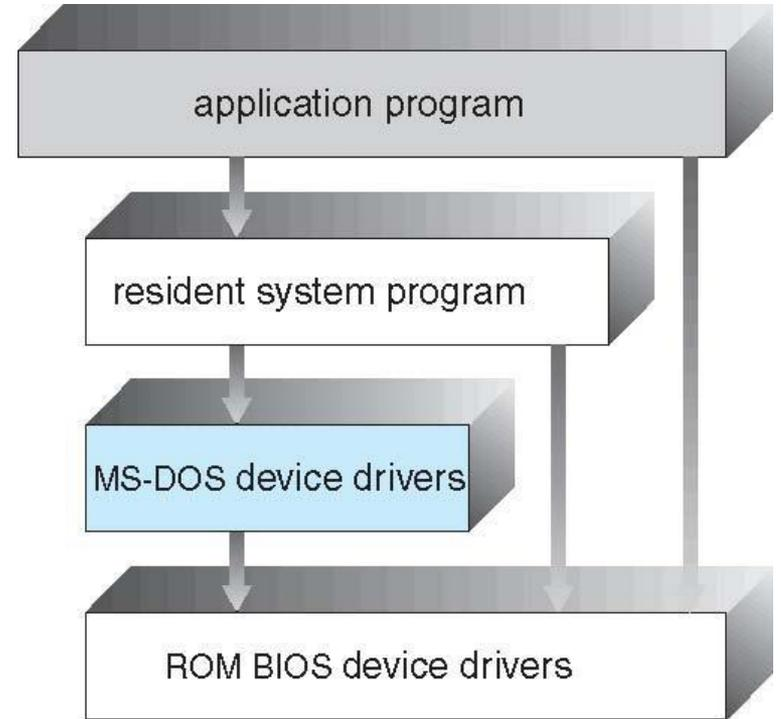 application program
resident system program
MS-DOS device drivers
ROM BIOS device drivers